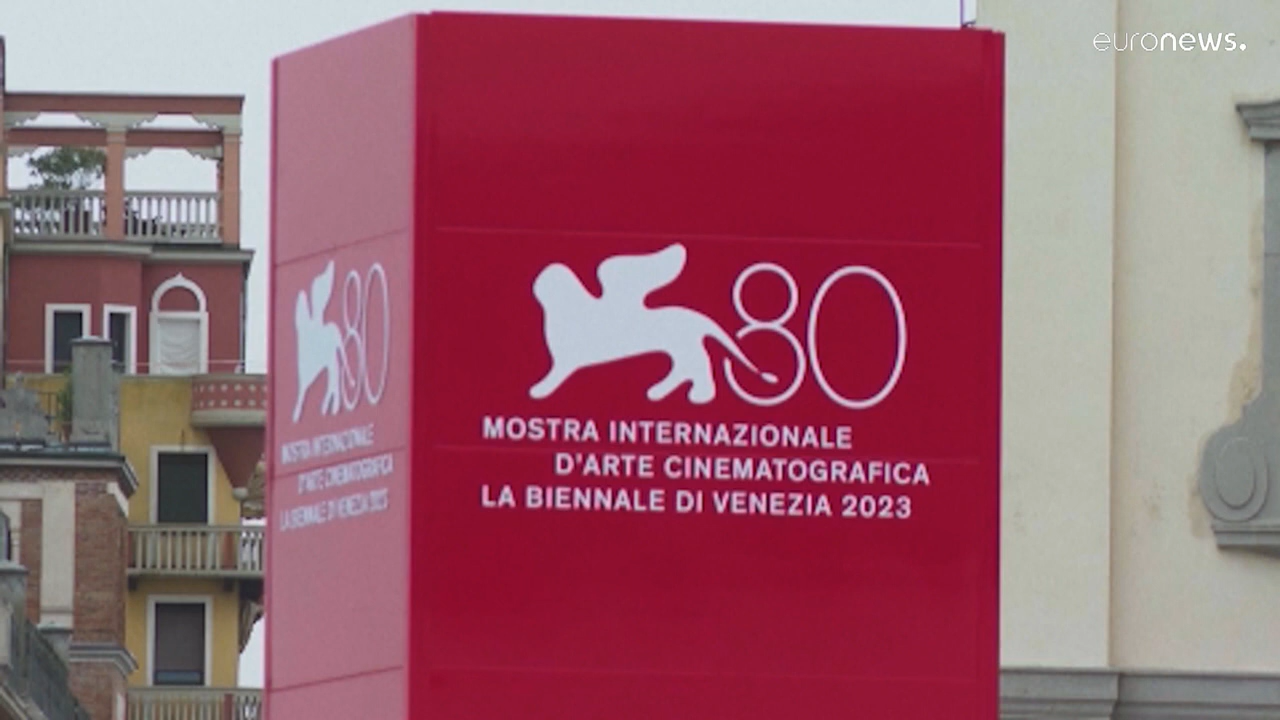 euronews.
80
MOSTRA INTERNAZIONALE
D'ARTE CINEMATOGRAFICA
LA BIENNALE DI VENEZIA 2023
80
MOSTRA INTERNAZIONALE
D'ARTE CINEMATOGRAFICA
LA BIENNALE DI VENEZIA 2023